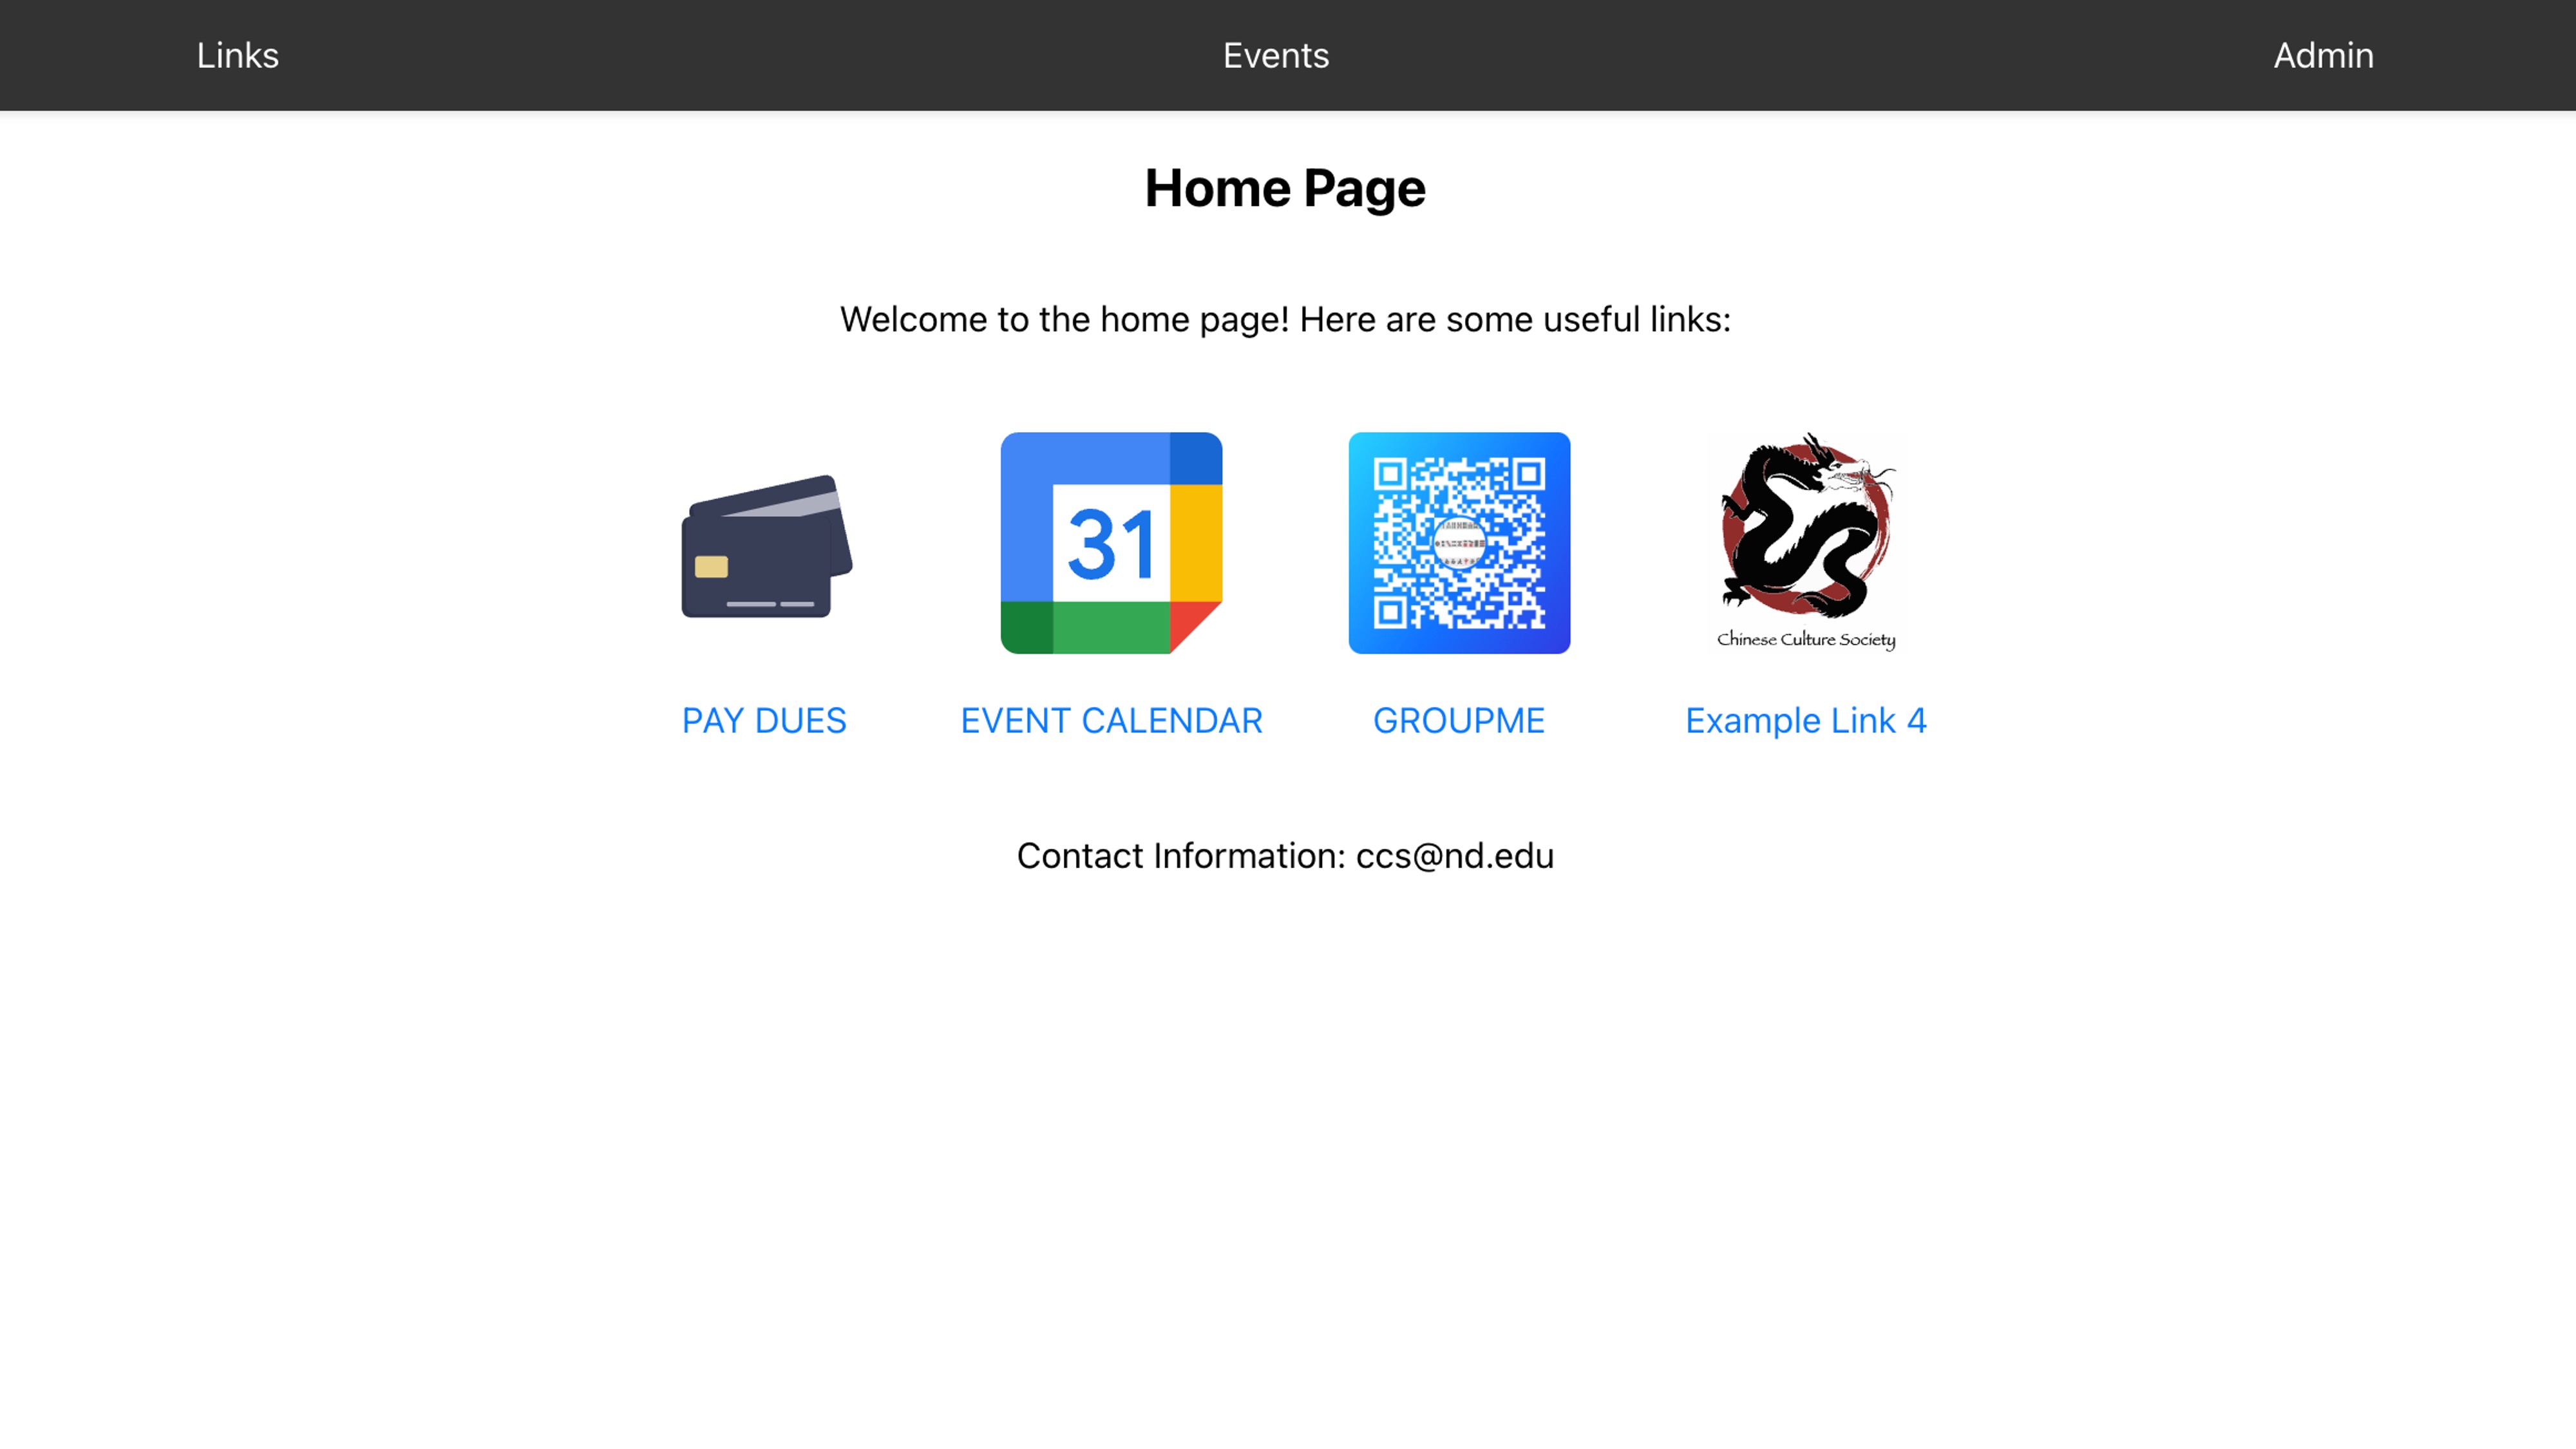 Links Events Admin
Home Page
Welcome to the home page! Here are some useful links:
31
Chinese Culture Society
PAY DUES EVENT CALENDAR GROUPME Example Link 4
Contact Information: ccs@nd.edu